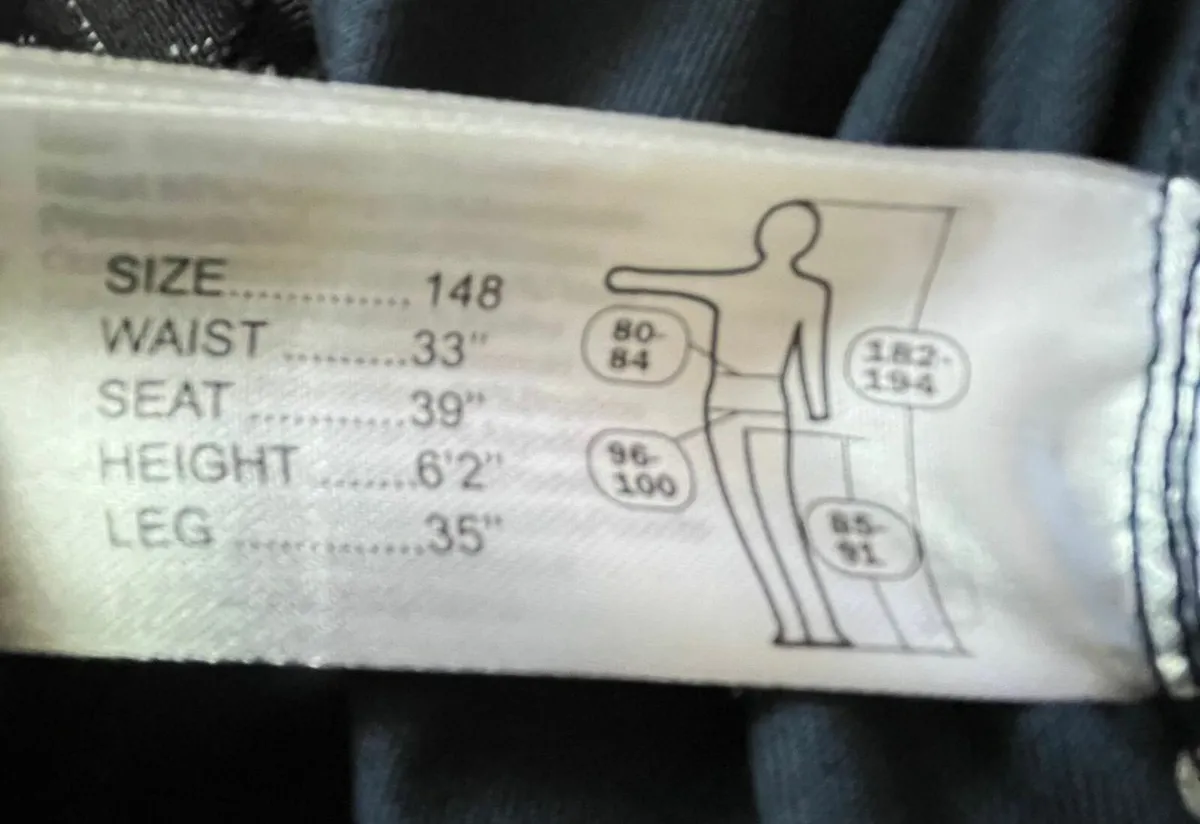 SIZE............. 148
WAIST ..........33"
SEAT ............39"
HEIGHT ........6'2"
LEG ...............35"
80-
84
182-
194
96-
100
85-
91